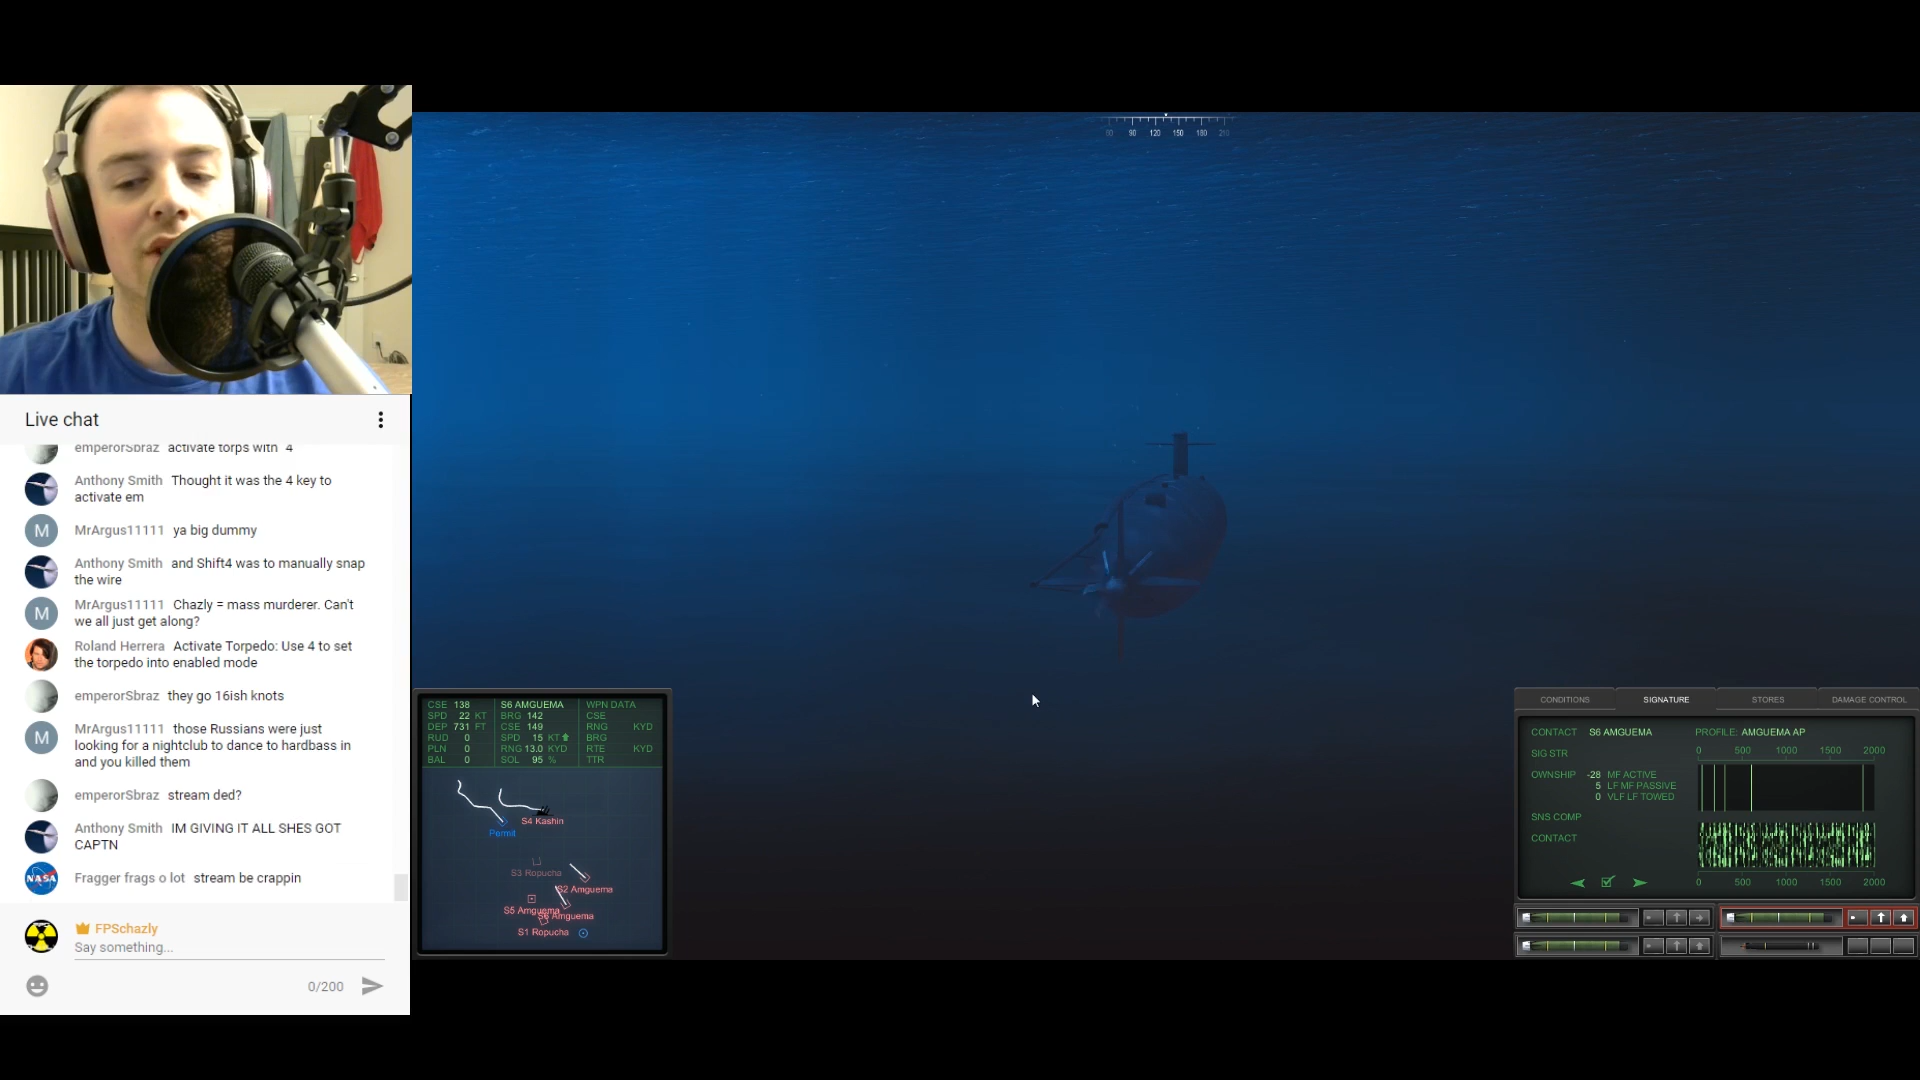 Live chat
emperorSbraz activate torps with 4
Anthony Smith Thought it was the 4 key to
activate em
M MrArgus11111 ya big dummy
Anthony Smith and Shift4 was to manually snap
the wire
M MrArgus11111 Chazly = mass murderer. Can't
we all just get along?
Roland Herrera Activate Torpedo: Use 4 to set
the torpedo into enabled mode
emperorSbraz they go 16ish knots
M MrArgus11111 those Russians were just
looking for a nightclub to dance to hardbass in
and you killed them
emperorSbraz stream ded?
Anthony Smith IM GIVING IT ALL SHES GOT
CAPTN
NASA Fragger frags o lot stream be crappin
FPSchazly
Say something...
0/200
90 120 150 180
CSE 138 S6 AMGUEMA WPN DATA
SPD 22 KT BRG 142 CSE
DEP 731 FT CSE 149 RNG KYD
RUD 0 SPD 15 KT BRG
PLN 0 RNG 13.0 KYD RTE KYD
BAL 0 SOL 95 % TTR
S4 Kashin
Permit
S3 Ropucha
S2 Amguema
S5 Amguema
S6 Amguema
S1 Ropucha
CONDITIONS SIGNATURE STORES DAMAGE CONTROL
CONTACT S6 AMGUEMA PROFILE: AMGUEMA AP
SIG STR 0 500 1000 1500 2000
OWNSHIP -28 MF ACTIVE
5 LF MF PASSIVE
0 VLF LF TOWED
SNS COMP
CONTACT
0 500 1000 1500 2000